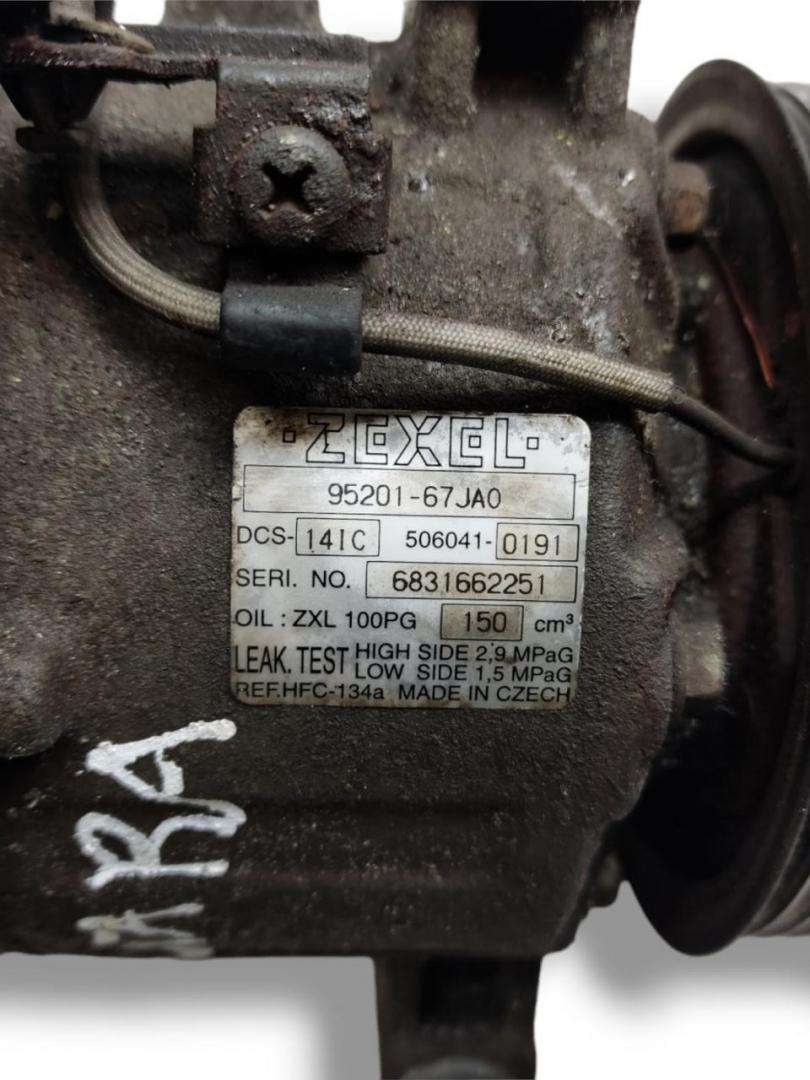 ·ZEXEL·
95201-67JA0
DCS-14IC 506041-0191
SERI. NO. 6831662251
OIL : ZXL 100PG 150 cm³
LEAK. TEST HIGH SIDE 2,9 MPaG
LOW SIDE 1,5 MPaG
REF.HFC-134a MADE IN CZECH